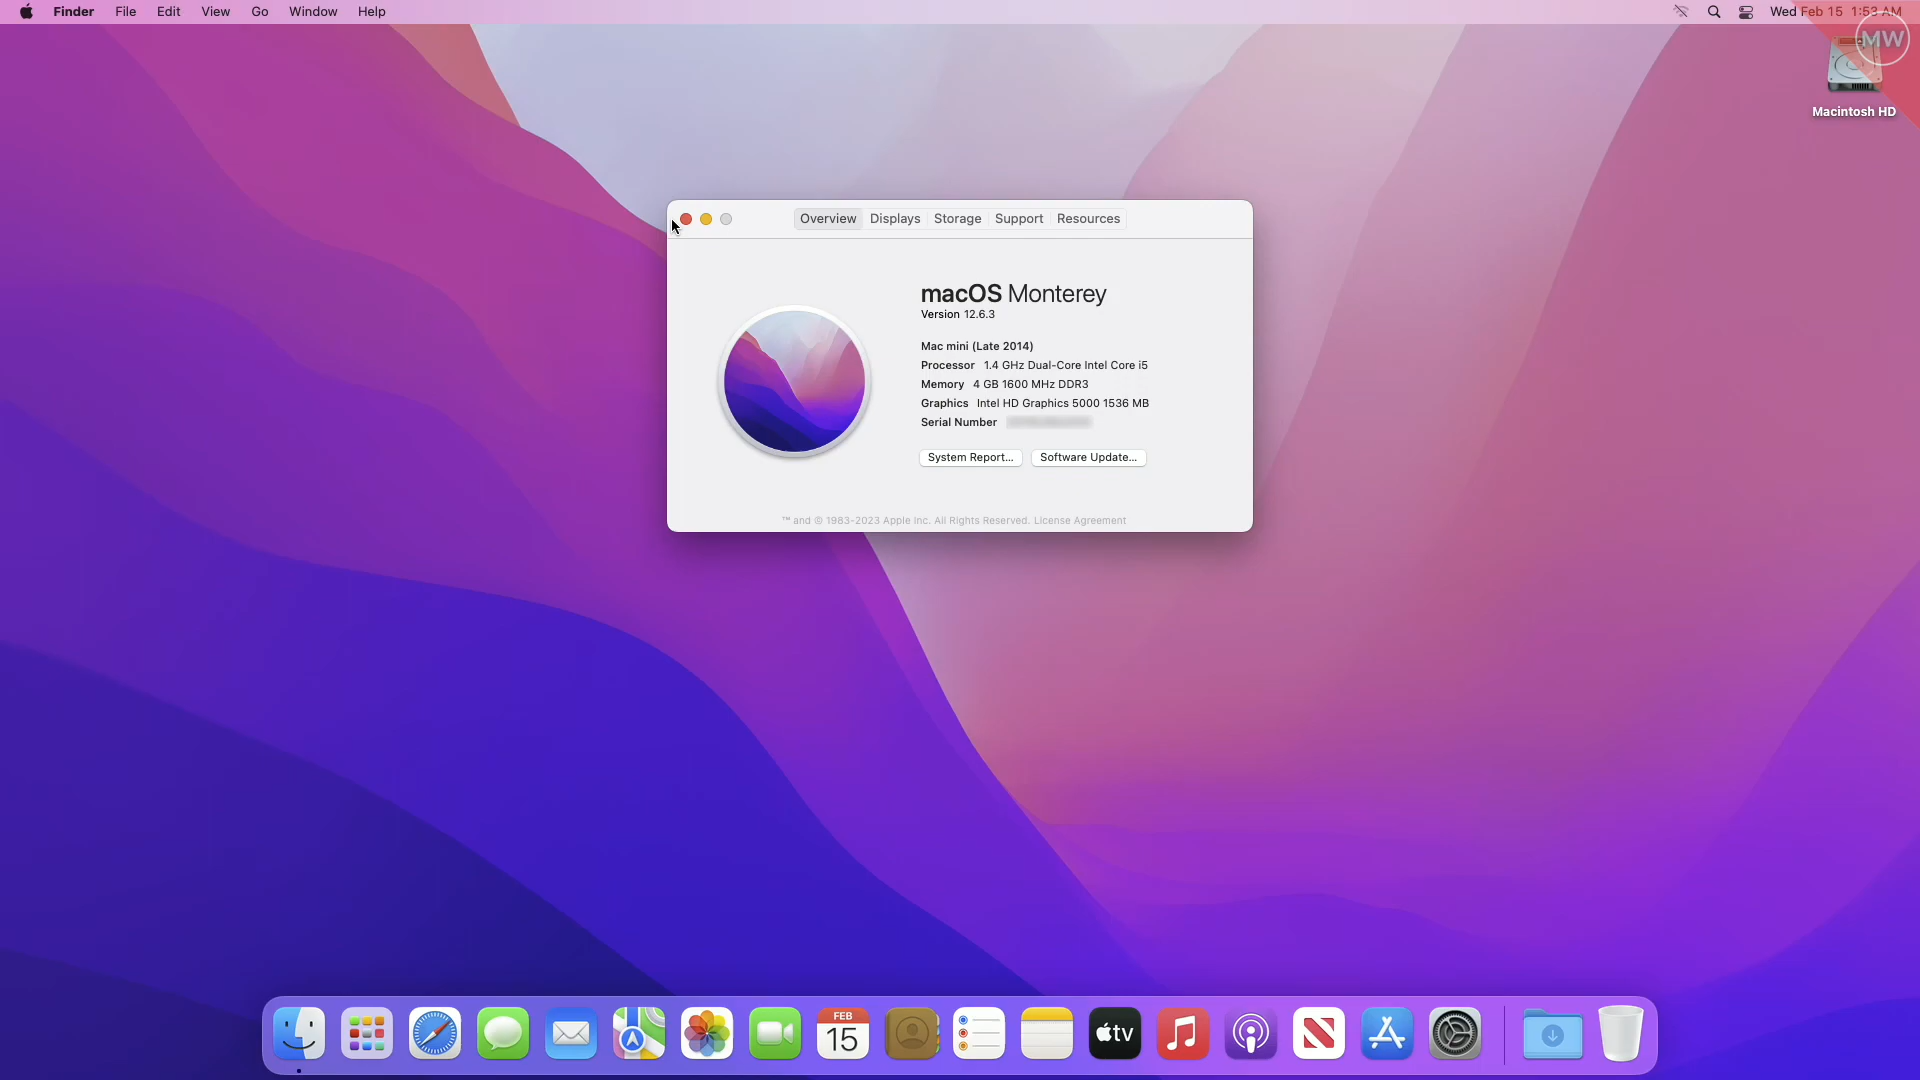 Finder File Edit View Go Window Help
Wed Feb 15 1:53 AM
MW
Macintosh HD
Overview Displays Storage Support Resources
macOS Monterey
Version 12.6.3
Mac mini (Late 2014)
Processor 1.4 GHz Dual-Core Intel Core i5
Memory 4 GB 1600 MHz DDR3
Graphics Intel HD Graphics 5000 1536 MB
Serial Number
System Report... Software Update...
™ and © 1983-2023 Apple Inc. All Rights Reserved. License Agreement
FEB
15
tv